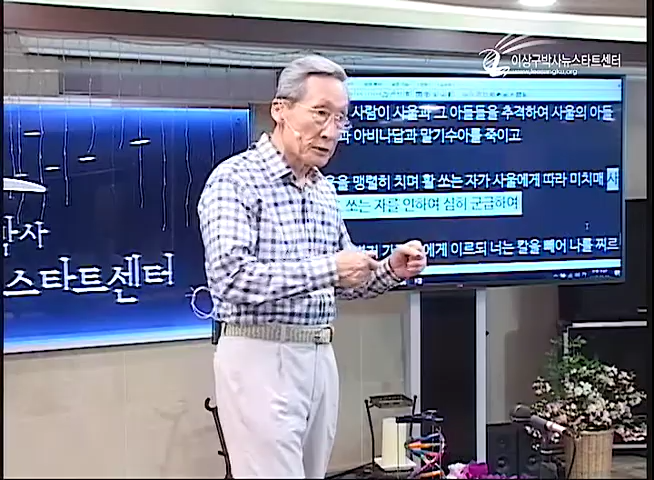 이상구박사뉴스타트센터
사람이 사울과 그 아들들을 추격하여 사울의 아들
과 아비나답과 말기수아를 죽이고
을 맹렬히 치며 활 쏘는 자가 사울에게 따라 미치매 사
쏘는 자를 인하여 심히 군급하여
에게 이르되 너는 칼을 빼어 나를 찌르
박사
스타트센터